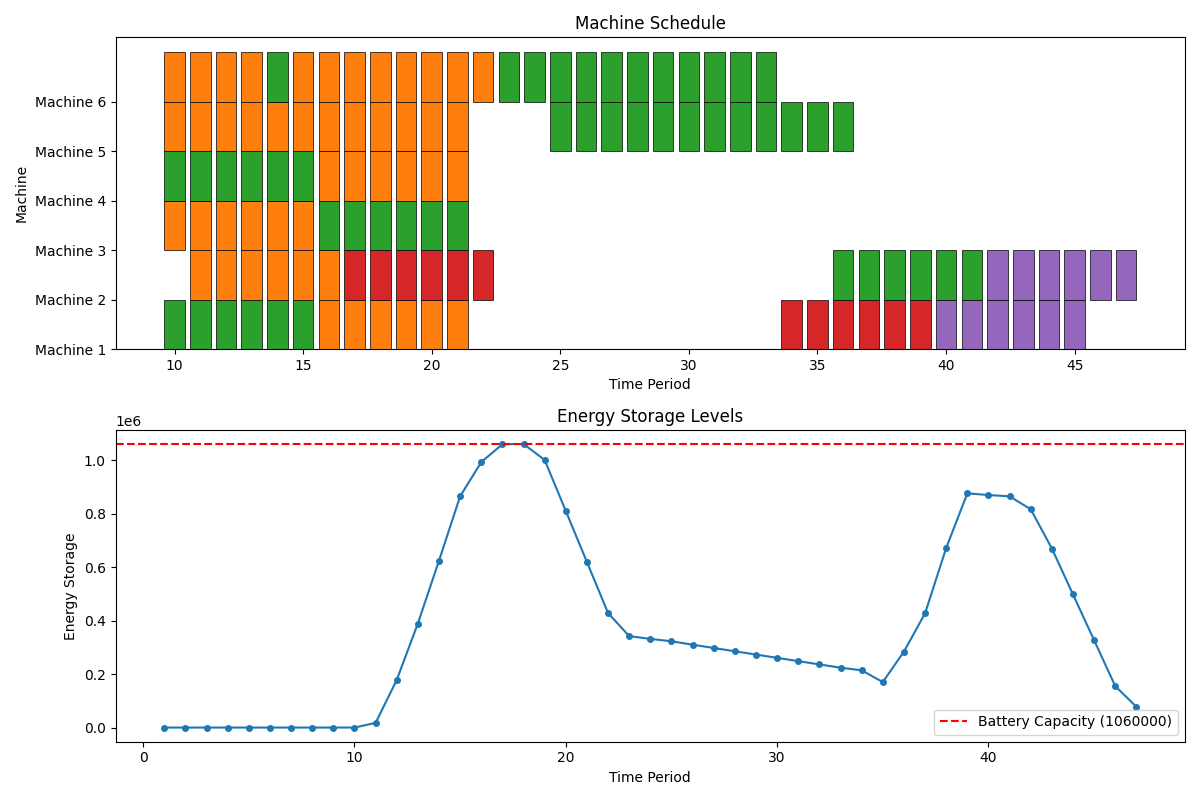 Machine Schedule
Machine
Machine 6
Machine 5
Machine 4
Machine 3
Machine 2
Machine 1
10 15 20 25 30 35 40 45
Time Period
Energy Storage Levels
1e6
Energy Storage
1.0
0.8
0.6
0.4
0.2
0.0
Battery Capacity (1060000)
0 10 20 30 40
Time Period